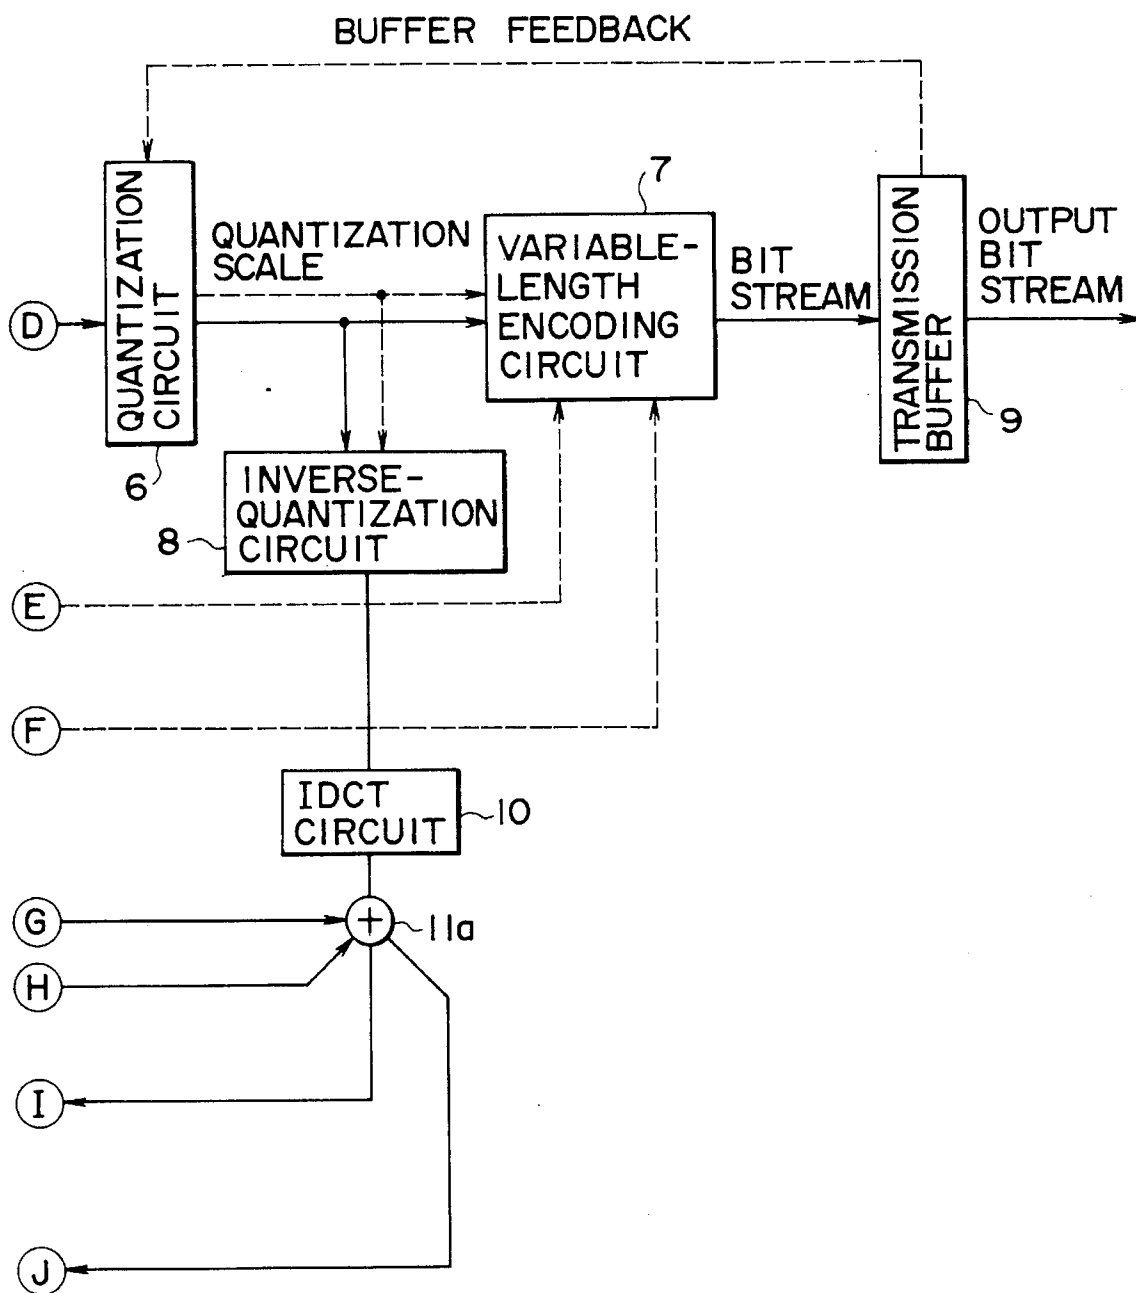 BUFFER FEEDBACK
7
QUANTIZATION
CIRCUIT
QUANTIZATION
SCALE
VARIABLE-
LENGTH
ENCODING
CIRCUIT
BIT
STREAM
TRANSMISSION
BUFFER
OUTPUT
BIT
STREAM
D
6
9
INVERSE-
QUANTIZATION
CIRCUIT
8
E
F
IDCT
CIRCUIT
10
G
11a
H
I
J